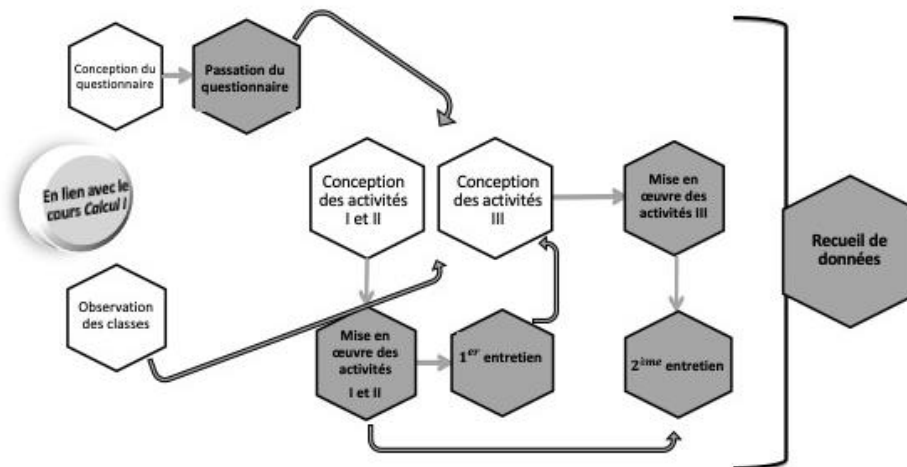 Conception du
questionnaire
Passation du
questionnaire
En lien avec le
cours Calcul I
Conception
des activités
I et II
Conception
des activités
III
Mise en
œuvre des
activités III
Recueil de
données
Observation
des classes
Mise en
œuvre des
activités
I et II
1er entretien
2ème entretien